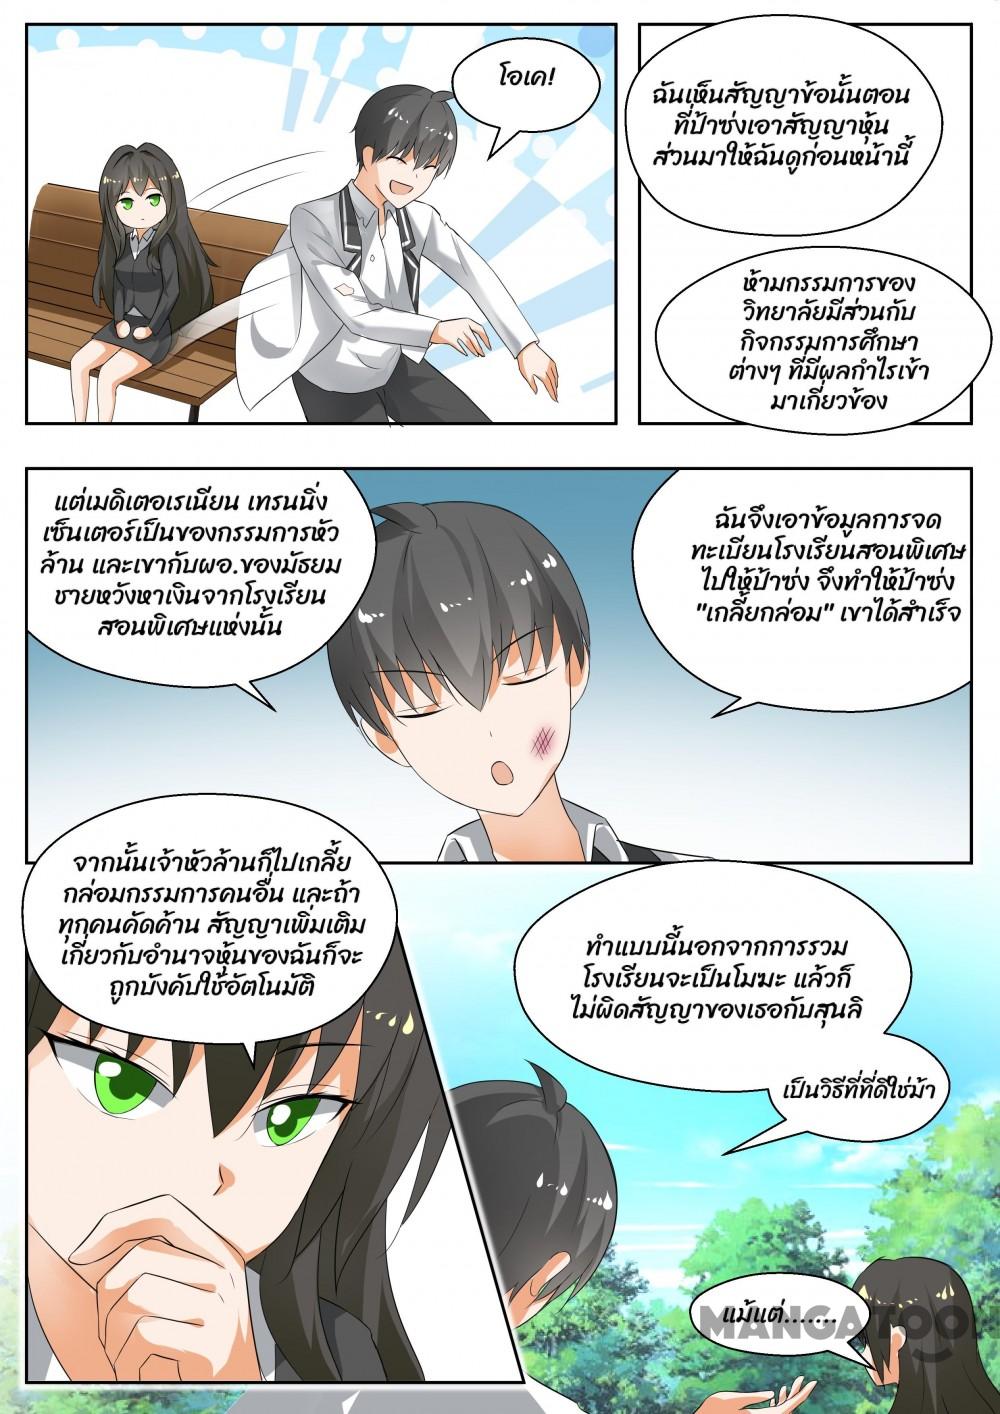 โอเค!
ฉันเห็นสัญญาข้อนั้นตอน
ที่ป้าซ่งเอาสัญญาหุ้น
ส่วนมาให้ฉันดูก่อนหน้านี้
ห้ามกรรมการของ
วิทยาลัยมีส่วนกับ
กิจกรรมการศึกษา
ต่างๆ ที่มีผลกำไรเข้า
มาเกี่ยวข้อง
แต่เมดิเตอเรเนียน เทรนนิ่ง
เซ็นเตอร์เป็นของกรรมการหัว
ล้าน และเขากับผอ.ของมัธยม
ชายหวังหาเงินจากโรงเรียน
สอนพิเศษแห่งนั้น
ฉันจึงเอาข้อมูลการจด
ทะเบียนโรงเรียนสอนพิเศษ
ไปให้ป้าซ่ง จึงทำให้ป้าซ่ง
"เกลี้ยกล่อม" เขาได้สำเร็จ
จากนั้นเจ้าหัวล้านก็ไปเกลี้ย
กล่อมกรรมการคนอื่น และถ้า
ทุกคนคัดค้าน สัญญาเพิ่มเติม
เกี่ยวกับอำนาจหุ้นของฉันก็จะ
ถูกบังคับใช้อัตโนมัติ
ทำแบบนี้นอกจากการรวม
โรงเรียนจะเป็นโมฆะ แล้วก็
ไม่ผิดสัญญาของเธอกับสุนลิ
เป็นวิธีที่ที่ดีใช่ม้า
แม้แต่.......
MANGATOON